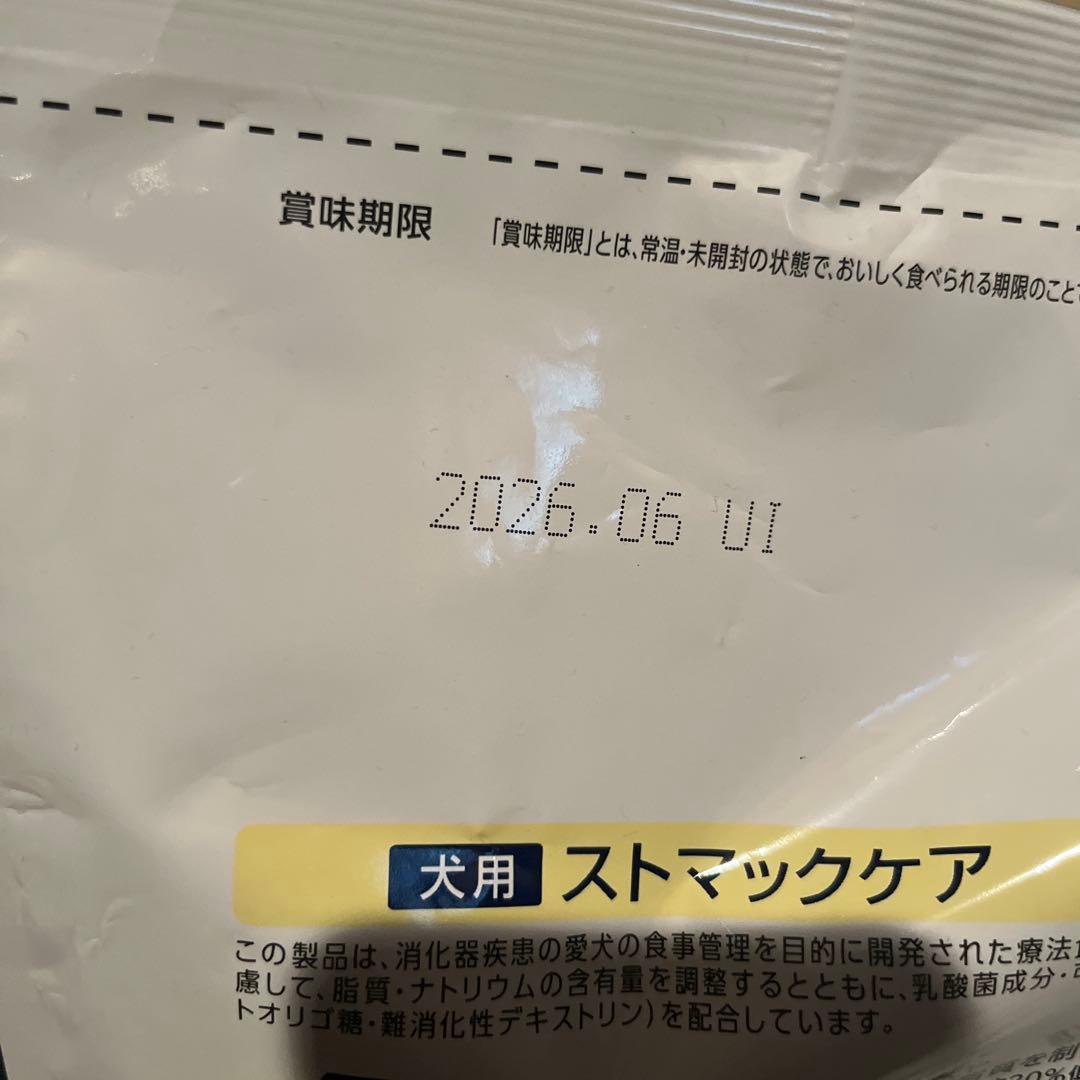 賞味期限
「賞味期限」とは、常温・未開封の状態で、おいしく食べられる期限のこと
2026.06 UI
犬用 ストマックケア
この製品は、消化器疾患の愛犬の食事管理を目的に開発された療法
慮して、脂質・ナトリウムの含有量を調整するとともに、乳酸菌成分・
トオリゴ糖・難消化性デキストリン)を配合しています。